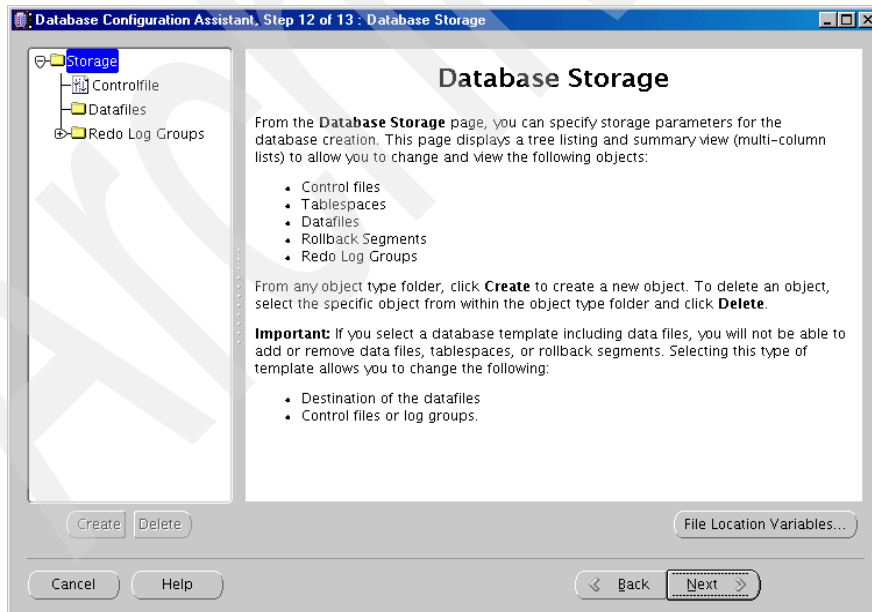 Database Configuration Assistant, Step 12 of 13 : Database Storage
Storage
Controlfile
Datafiles
Redo Log Groups
Database Storage
From the Database Storage page, you can specify storage parameters for the
database creation. This page displays a tree listing and summary view (multi-column
lists) to allow you to change and view the following objects:
• Control files
• Tablespaces
• Datafiles
• Rollback Segments
• Redo Log Groups
From any object type folder, click Create to create a new object. To delete an object,
select the specific object from within the object type folder and click Delete.
Important: If you select a database template including data files, you will not be able to
add or remove data files, tablespaces, or rollback segments. Selecting this type of
template allows you to change the following:
• Destination of the datafiles
• Control files or log groups.
Create Delete
File Location Variables...
Cancel Help Back Next